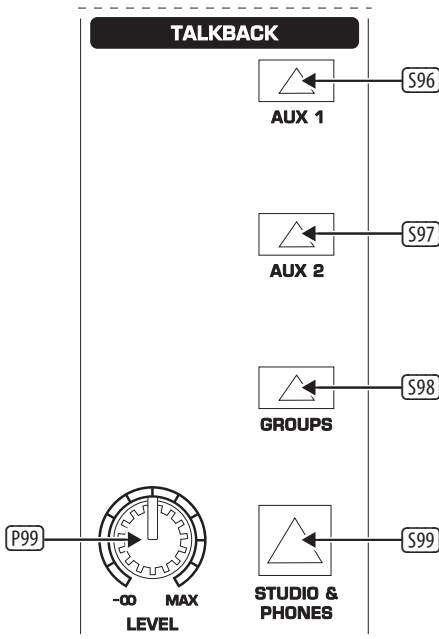 TALKBACK
S96
AUX 1
S97
AUX 2
S98
GROUPS
P99
S99
-∞ MAX
LEVEL
STUDIO &
PHONES